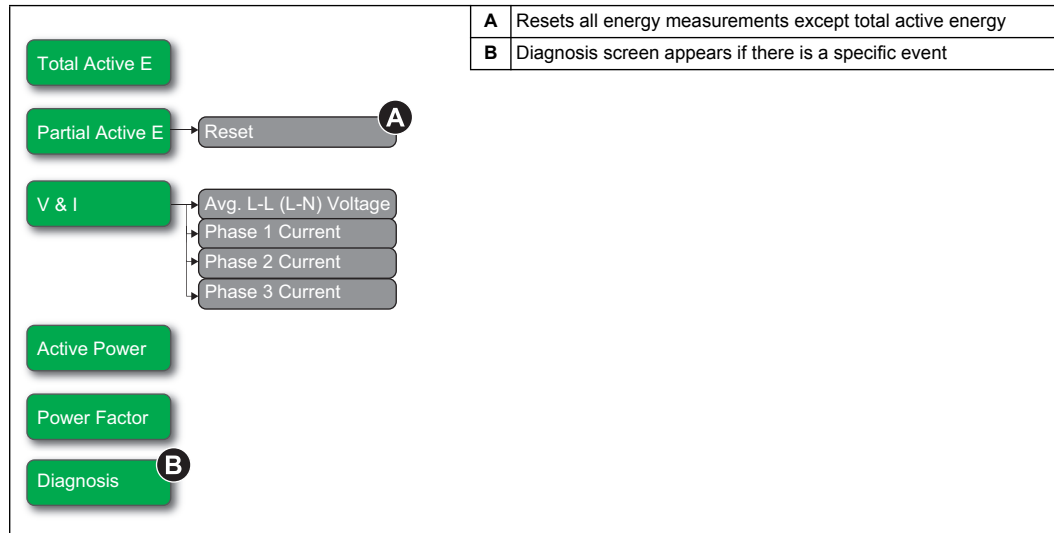 A Resets all energy measurements except total active energy
B Diagnosis screen appears if there is a specific event
Total Active E
Partial Active E
Reset
A
V & I
Avg. L-L (L-N) Voltage
Phase 1 Current
Phase 2 Current
Phase 3 Current
Active Power
Power Factor
Diagnosis
B